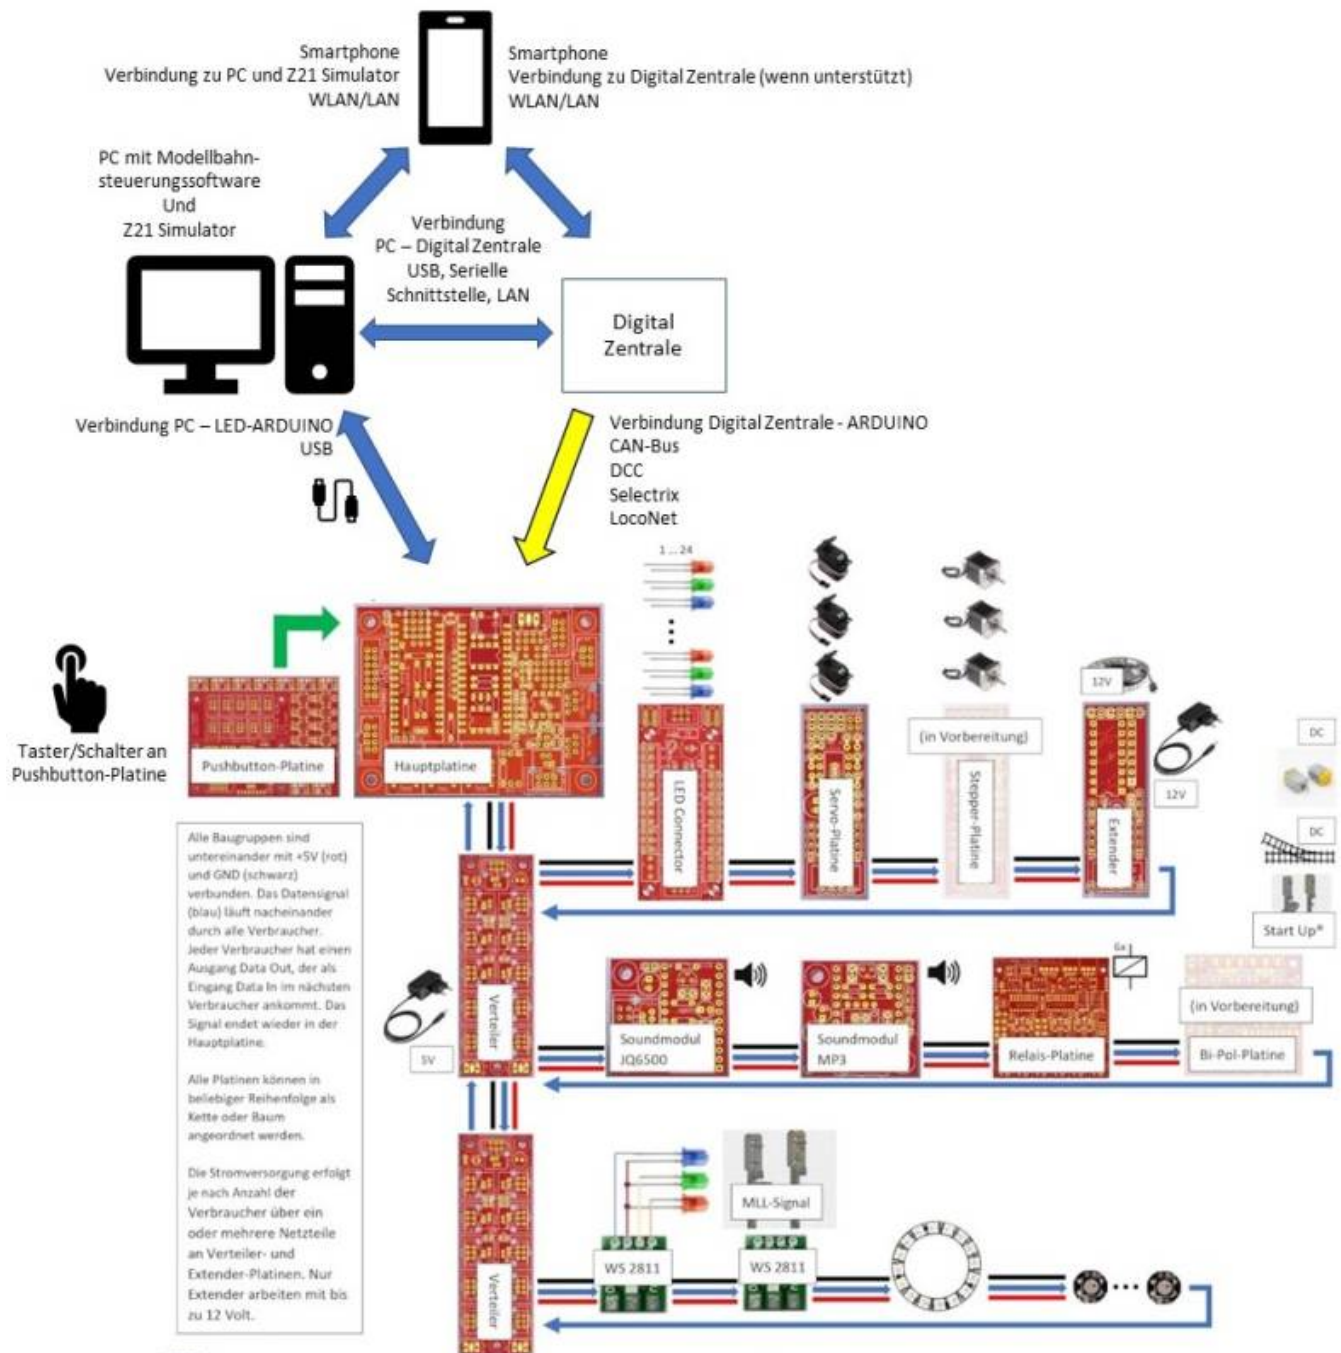 Smartphone
Verbindung zu PC und Z21 Simulator
WLAN/LAN
Smartphone
Verbindung zu Digital Zentrale (wenn unterstützt)
WLAN/LAN
PC mit Modellbahn-
steuerungssoftware
Und
Z21 Simulator
Verbindung
PC – Digital Zentrale
USB, Serielle
Schnittstelle, LAN
Digital
Zentrale
Verbindung PC – LED-ARDUINO
USB
Verbindung Digital Zentrale - ARDUINO
CAN-Bus
DCC
Selectrix
LocoNet
1 ... 24
Taster/Schalter an
Pushbutton-Platine
Pushbutton-Platine
Hauptplatine
LED Connector
Servo-Platine
(in Vorbereitung)
Stepper-Platine
12V
Extender
12V
DC
DC
Start Up®
Alle Baugruppen sind
untereinander mit +5V (rot)
und GND (schwarz)
verbunden. Das Datensignal
(blau) läuft nacheinander
durch alle Verbraucher.
Jeder Verbraucher hat einen
Ausgang Data Out, der als
Eingang Data In im nächsten
Verbraucher ankommt. Das
Signal endet wieder in der
Hauptplatine.
Alle Platinen können in
beliebiger Reihenfolge als
Kette oder Baum
angeordnet werden.
Die Stromversorgung erfolgt
je nach Anzahl der
Verbraucher über ein
oder mehrere Netzteile
an Verteiler- und
Extender-Platinen. Nur
Extender arbeiten mit bis
zu 12 Volt.
5V
Verteiler
Soundmodul
JQ6500
Soundmodul
MP3
6x
Relais-Platine
(in Vorbereitung)
Bi-Pol-Platine
Verteiler
WS 2811
MLL-Signal
WS 2811